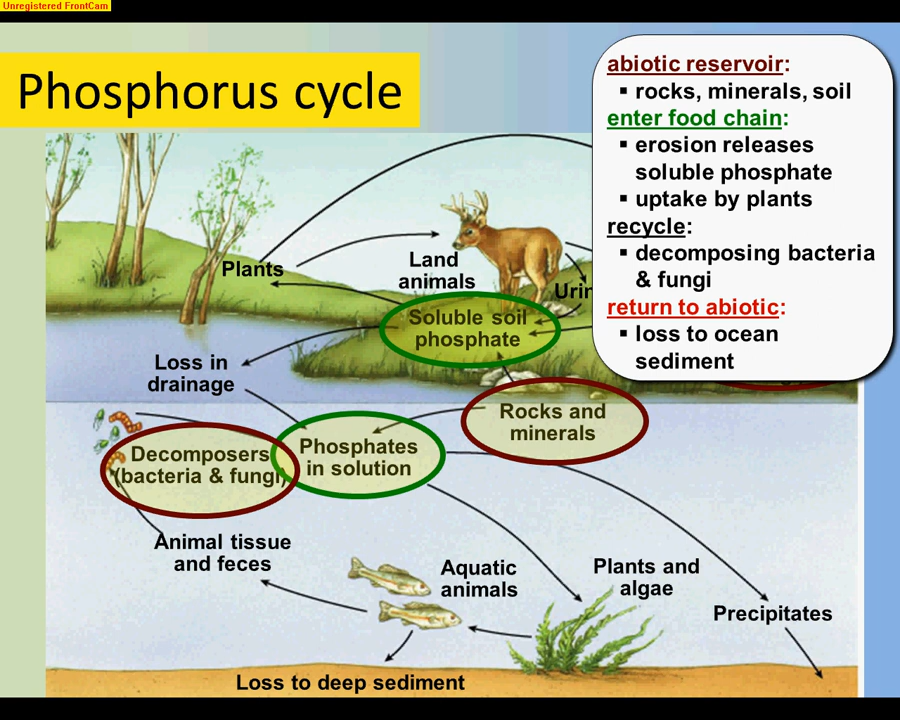 Unregistered FrontCam
Phosphorus cycle
abiotic reservoir:
▪ rocks, minerals, soil
enter food chain:
▪ erosion releases
soluble phosphate
▪ uptake by plants
recycle:
▪ decomposing bacteria
& fungi
return to abiotic:
▪ loss to ocean
sediment
Plants
Land
animals
Soluble soil
phosphate
Loss in
drainage
Rocks and
minerals
Decomposers
(bacteria & fungi)
Phosphates
in solution
Animal tissue
and feces
Aquatic
animals
Plants and
algae
Precipitates
Loss to deep sediment